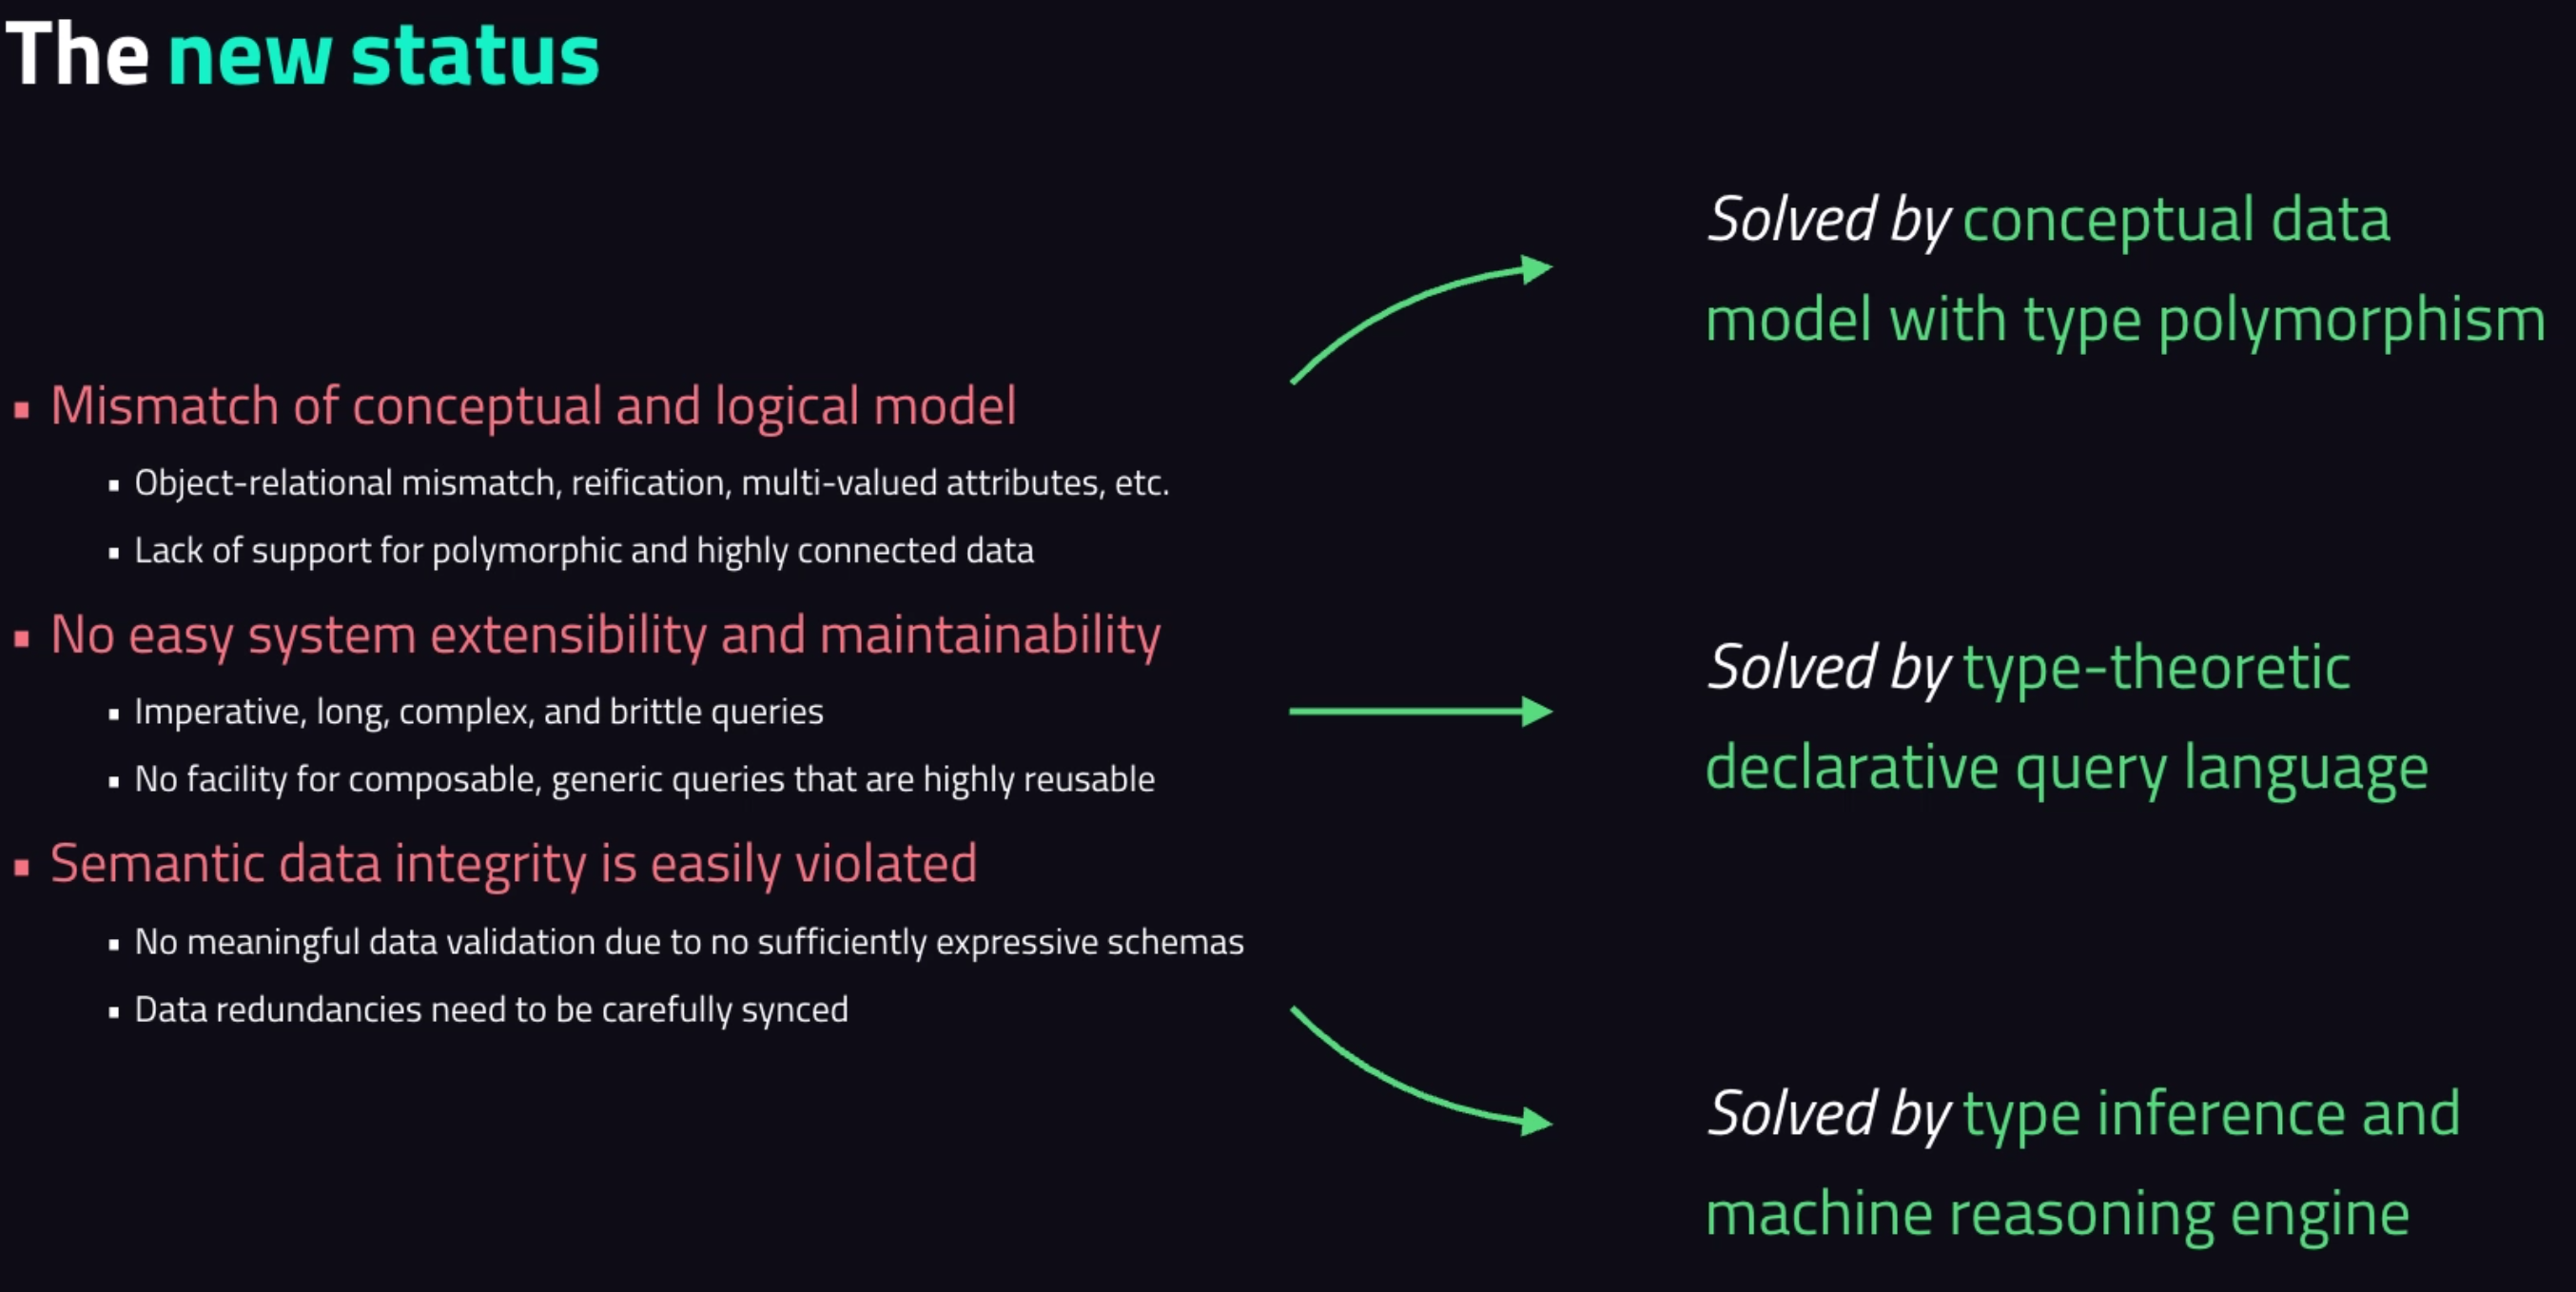 The new status
Mismatch of conceptual and logical model
Object-relational mismatch, reification, multi-valued attributes, etc.
Lack of support for polymorphic and highly connected data
No easy system extensibility and maintainability
Imperative, long, complex, and brittle queries
No facility for composable, generic queries that are highly reusable
Semantic data integrity is easily violated
No meaningful data validation due to no sufficiently expressive schemas
Data redundancies need to be carefully synced
Solved by conceptual data
model with type polymorphism
Solved by type-theoretic
declarative query language
Solved by type inference and
machine reasoning engine